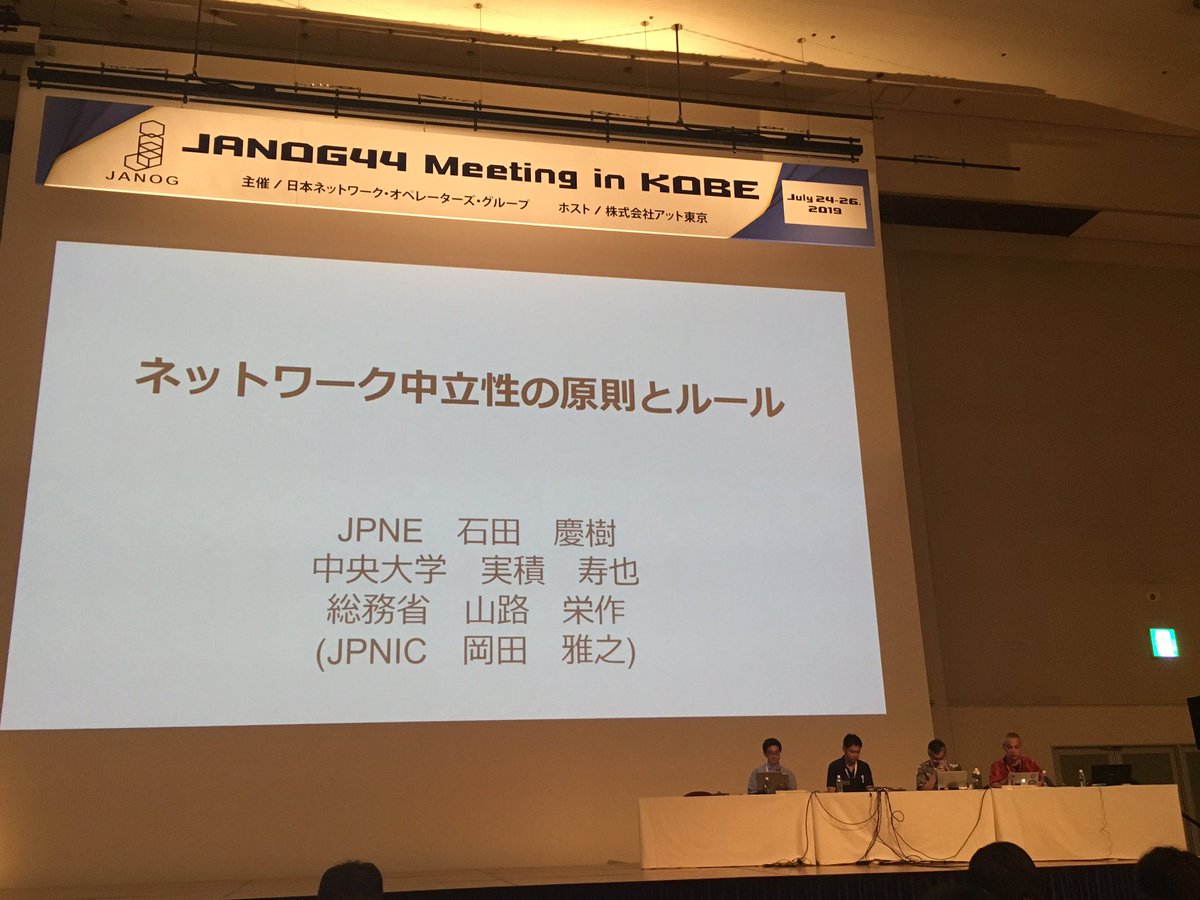 JANOG
JANOG44 Meeting in KOBE
主催 / 日本ネットワーク・オペレーターズ・グループ　ホスト / 株式会社アット東京
July 24-26,
2019
ネットワーク中立性の原則とルール
JPNE　石田　慶樹
中央大学　実積　寿也
総務省　山路　栄作
(JPNIC　岡田　雅之)